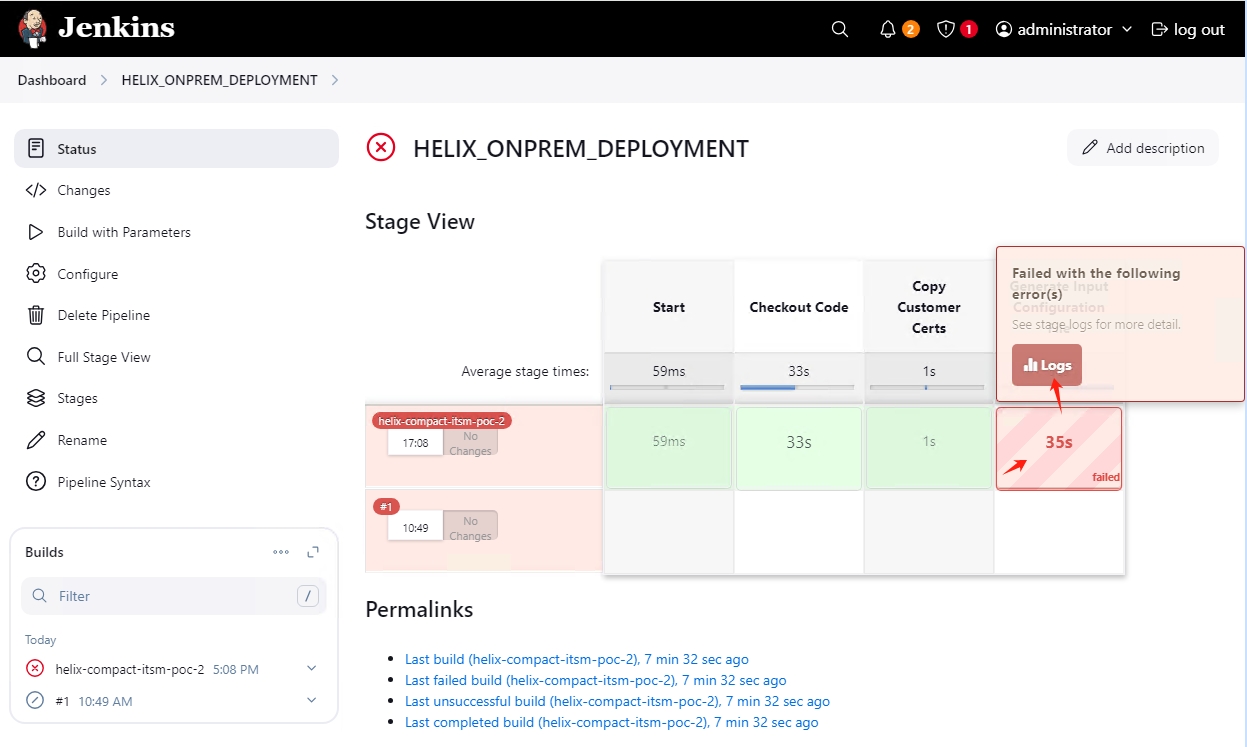 Jenkins
2
1
administrator
log out
Dashboard
HELIX_ONPREM_DEPLOYMENT
Status
Changes
Build with Parameters
Configure
Delete Pipeline
Full Stage View
Stages
Rename
Pipeline Syntax
Builds
Filter
/
Today
helix-compact-itsm-poc-2 5:08 PM
#1 10:49 AM
HELIX_ONPREM_DEPLOYMENT
Add description
Stage View
Start
Checkout Code
Copy
Customer
Certs
Generate Input
Configuration
Failed with the following
error(s)
See stage logs for more detail.
Logs
Average stage times:
59ms
33s
1s
helix-compact-itsm-poc-2
17:08
No
Changes
59ms
33s
1s
35s
failed
#1
10:49
No
Changes
Permalinks
Last build (helix-compact-itsm-poc-2), 7 min 32 sec ago
Last failed build (helix-compact-itsm-poc-2), 7 min 32 sec ago
Last unsuccessful build (helix-compact-itsm-poc-2), 7 min 32 sec ago
Last completed build (helix-compact-itsm-poc-2), 7 min 32 sec ago